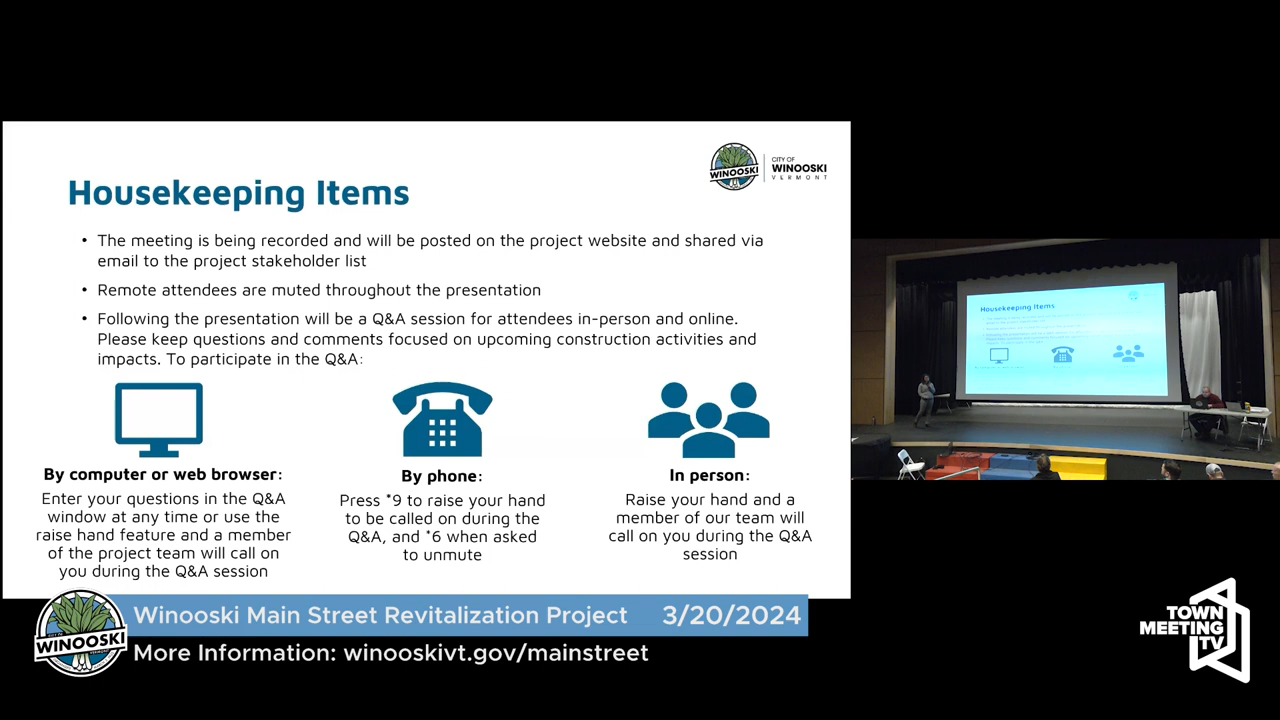 WINOOSKI
CITY OF
WINOOSKI
VERMONT
Housekeeping Items
• The meeting is being recorded and will be posted on the project website and shared via
email to the project stakeholder list
• Remote attendees are muted throughout the presentation
• Following the presentation will be a Q&A session for attendees in-person and online.
Please keep questions and comments focused on upcoming construction activities and
impacts. To participate in the Q&A:
By computer or web browser:
Enter your questions in the Q&A
window at any time or use the
raise hand feature and a member
of the project team will call on
you during the Q&A session
By phone:
Press *9 to raise your hand
to be called on during the
Q&A, and *6 when asked
to unmute
In person:
Raise your hand and a
member of our team will
call on you during the Q&A
session
Housekeeping Items
WINOOSKI
Winooski Main Street Revitalization Project 3/20/2024
More Information: winooskivt.gov/mainstreet
TOWN
MEETING
TV